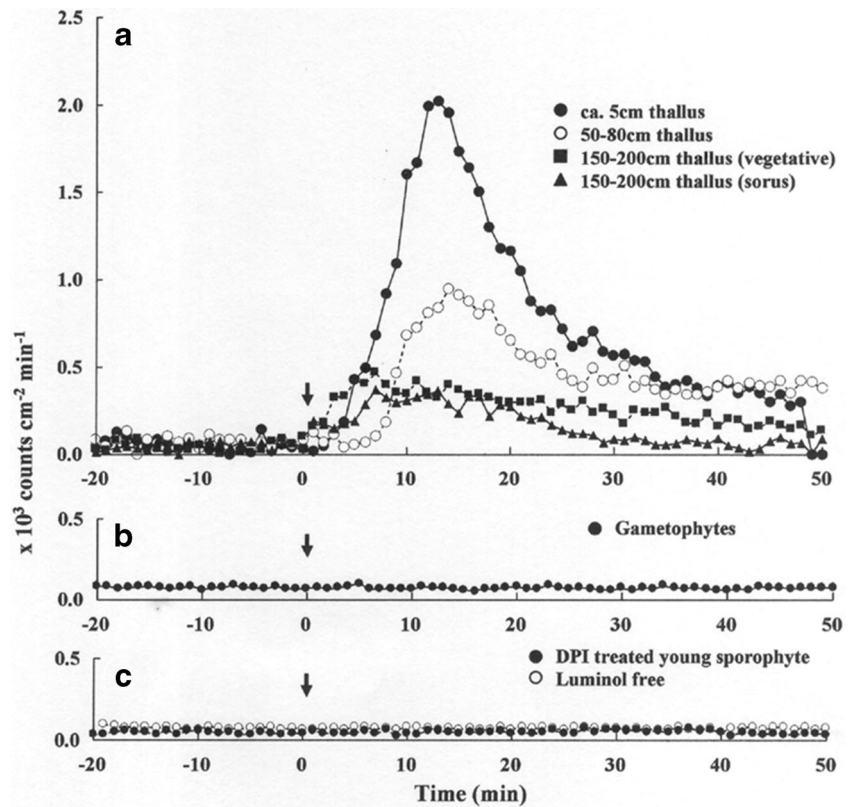 a
2.5
2.0
1.5
1.0
0.5
0.0
ca. 5cm thallus
50-80cm thallus
150-200cm thallus (vegetative)
150-200cm thallus (sorus)
-20 -10 0 10 20 30 40 50
x 10³ counts cm⁻² min⁻¹
b
0.5
0.0
Gametophytes
-20 -10 0 10 20 30 40 50
c
0.5
0.0
DPI treated young sporophyte
Luminol free
-20 -10 0 10 20 30 40 50
Time (min)